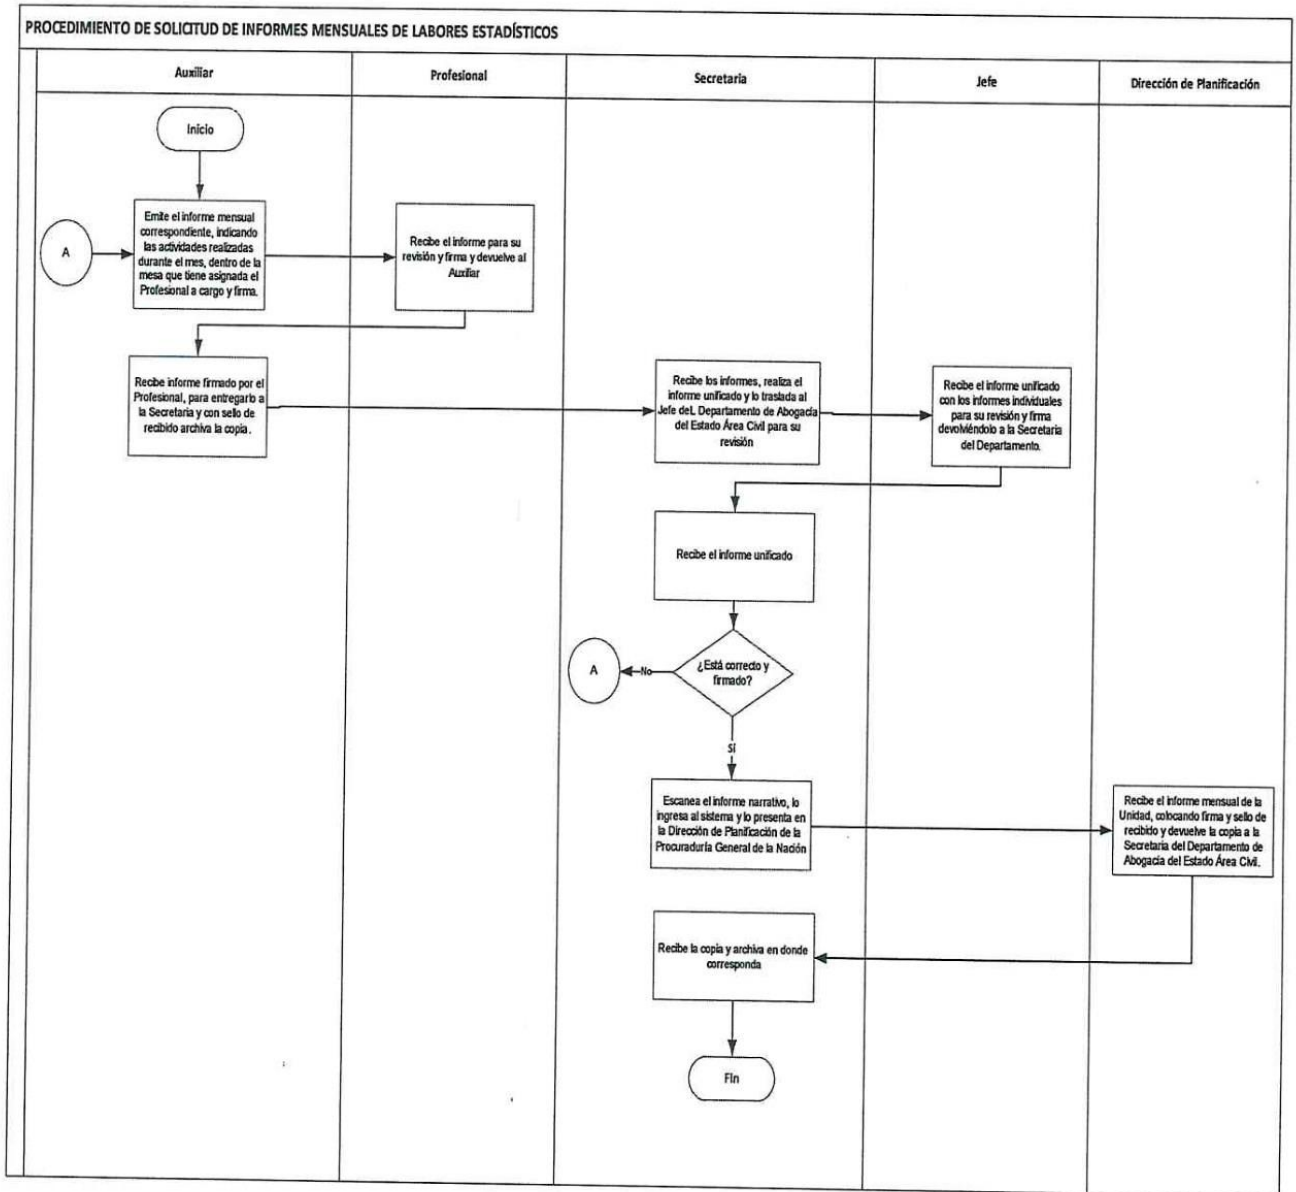 PROCEDIMIENTO DE SOLICITUD DE INFORMES MENSUALES DE LABORES ESTADÍSTICOS
Auxiliar
Profesional
Secretaria
Jefe
Dirección de Planificación
Inicio
A
Emite el informe mensual
correspondiente, indicando
las actividades realizadas
durante el mes, dentro de la
mesa que tiene asignada el
Profesional a cargo y firma.
Recibe el informe para su
revisión y firma y devuelve al
Auxiliar
Recibe informe firmado por el
Profesional, para entregarlo a
la Secretaria y con sello de
recibido archiva la copia.
Recibe los informes, realiza el
informe unificado y lo traslada al
Jefe deL Departamento de Abogacía
del Estado Área Civil para su
revisión
Recibe el informe unificado
con los informes individuales
para su revisión y firma
devolviéndolo a la Secretaria
del Departamento.
Recibe el informe unificado
¿Está correcto y
firmado?
No
A
Sí
Escanea el informe narrativo, lo
ingresa al sistema y lo presenta en
la Dirección de Planificación de la
Procuraduría General de la Nación
Recibe el informe mensual de la
Unidad, colocando firma y sello de
recibido y devuelve la copia a la
Secretaria del Departamento de
Abogacía del Estado Área Civil.
Recibe la copia y archiva en donde
corresponda
Fin